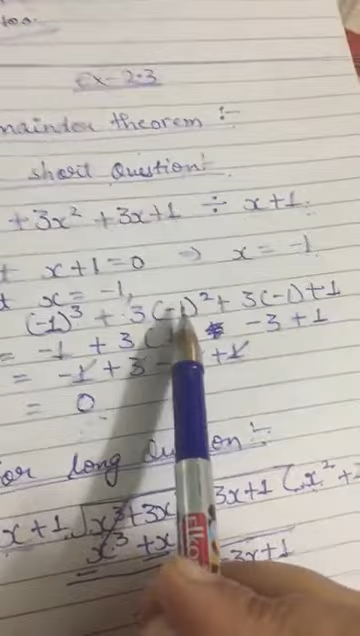 Ex-2.3
mainder theorem :-
short Question:
+3x² + 3x+1 ÷ x+1.
x+1=0 ⇒ x = -1.
x = -1,
(-1)³ + 3(-1)² + 3(-1)+1
= -1 + 3( -3 + 1
= -1 + 3 - +1
= 0
or long :-
x+1 x³+3x 3x+1 ( x² +
x³ + x 3x+1